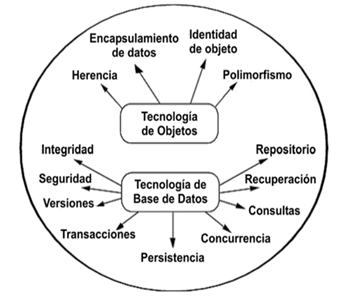 Encapsulamiento
de datos
Identidad
de objeto
Herencia
Polimorfismo
Tecnología
de Objetos
Integridad
Repositorio
Seguridad
Tecnología de
Base de Datos
Recuperación
Versiones
Consultas
Transacciones
Concurrencia
Persistencia